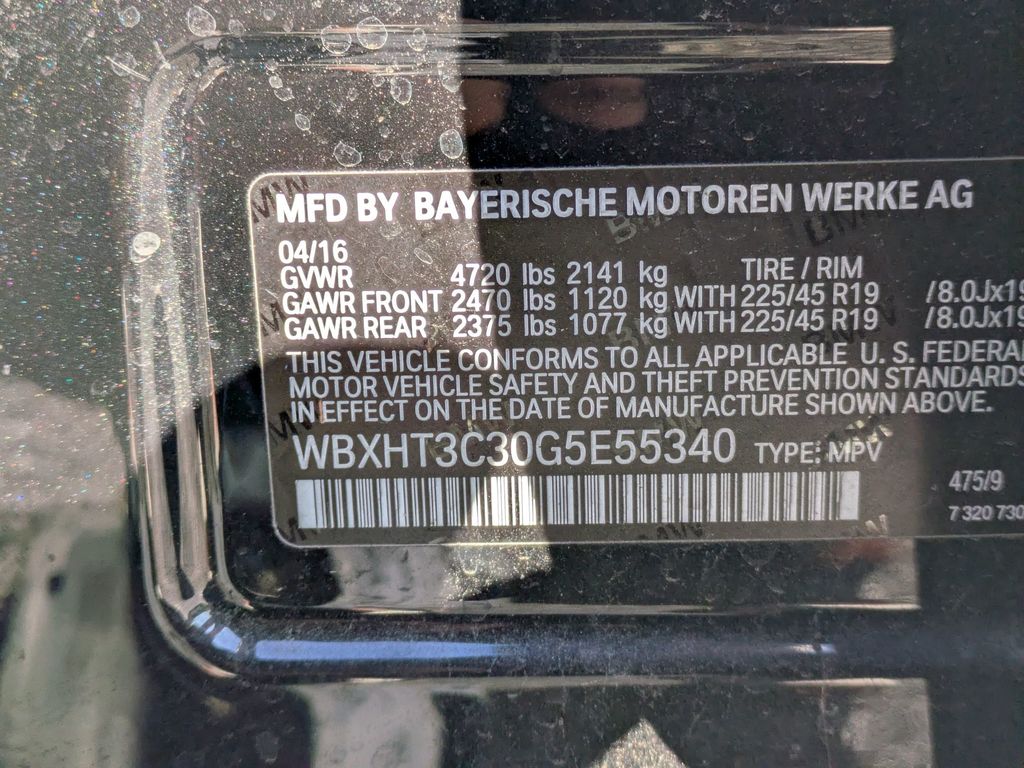 MFD BY BAYERISCHE MOTOREN WERKE AG
04/16
GVWR 4720 lbs 2141 kg TIRE / RIM
GAWR FRONT 2470 lbs 1120 kg WITH 225/45 R19 /8.0Jx19
GAWR REAR 2375 lbs 1077 kg WITH 225/45 R19 /8.0Jx19
THIS VEHICLE CONFORMS TO ALL APPLICABLE U. S. FEDERAL
MOTOR VEHICLE SAFETY AND THEFT PREVENTION STANDARDS
IN EFFECT ON THE DATE OF MANUFACTURE SHOWN ABOVE.
WBXHT3C30G5E55340 TYPE: MPV
475/9
7 320 730